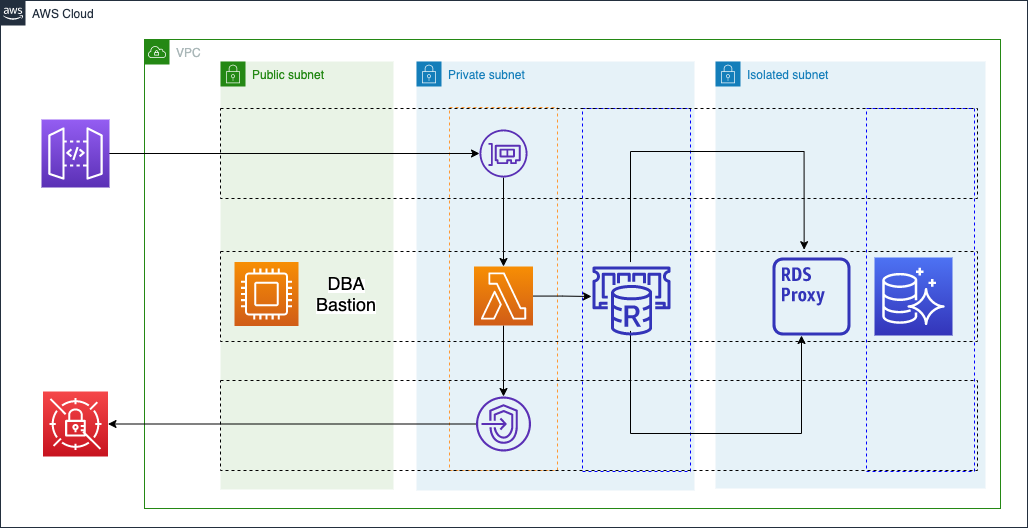 aws
AWS Cloud
VPC
Public subnet
Private subnet
Isolated subnet
</>
DBA
Bastion
R
RDS
Proxy